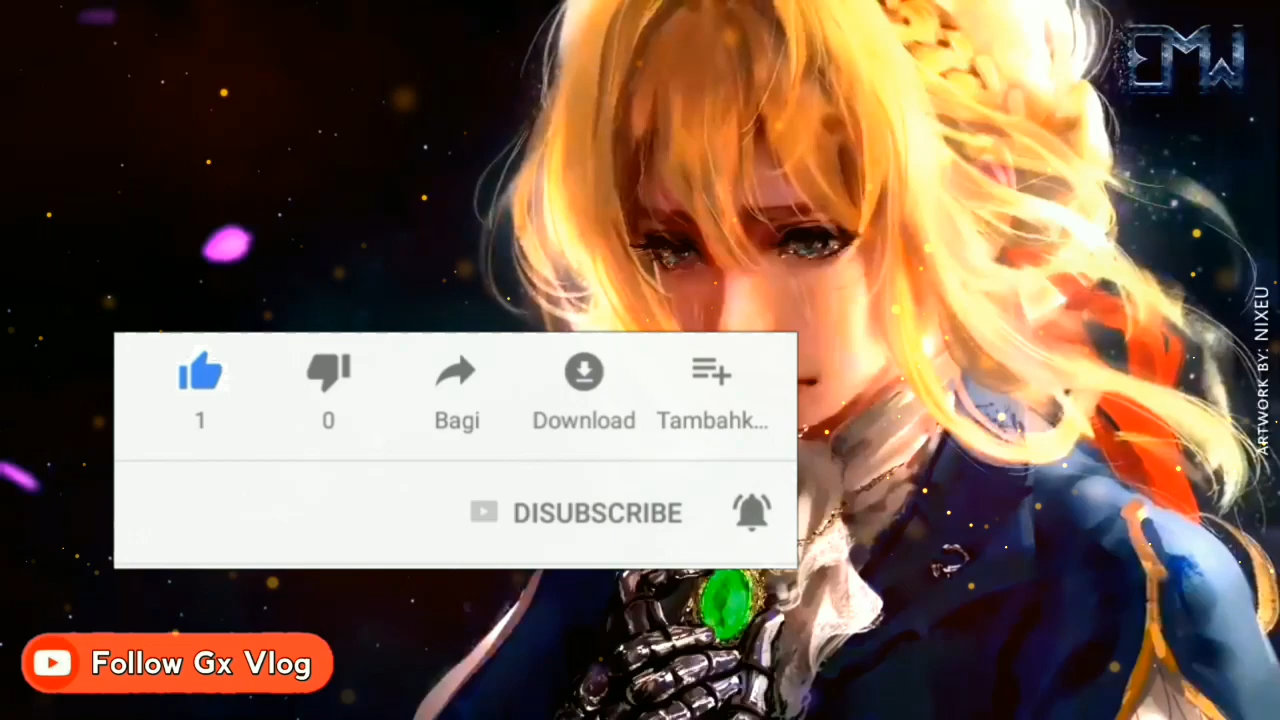 EMW
ARTWORK BY: NIXEU
1 0 Bagi Download Tambahk...
DISUBSCRIBE
Follow Gx Vlog